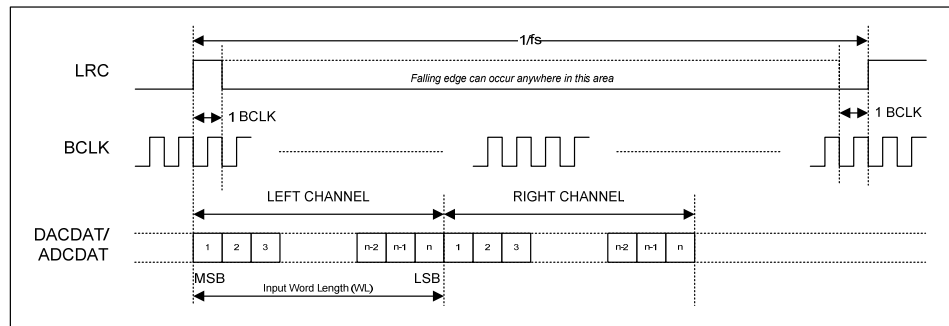 1/fs
LRC
Falling edge can occur anywhere in this area
1 BCLK
1 BCLK
BCLK
LEFT CHANNEL
RIGHT CHANNEL
DACDAT/
ADCDAT
1 2 3 n-2 n-1 n 1 2 3 n-2 n-1 n
MSB
LSB
Input Word Length (WL)